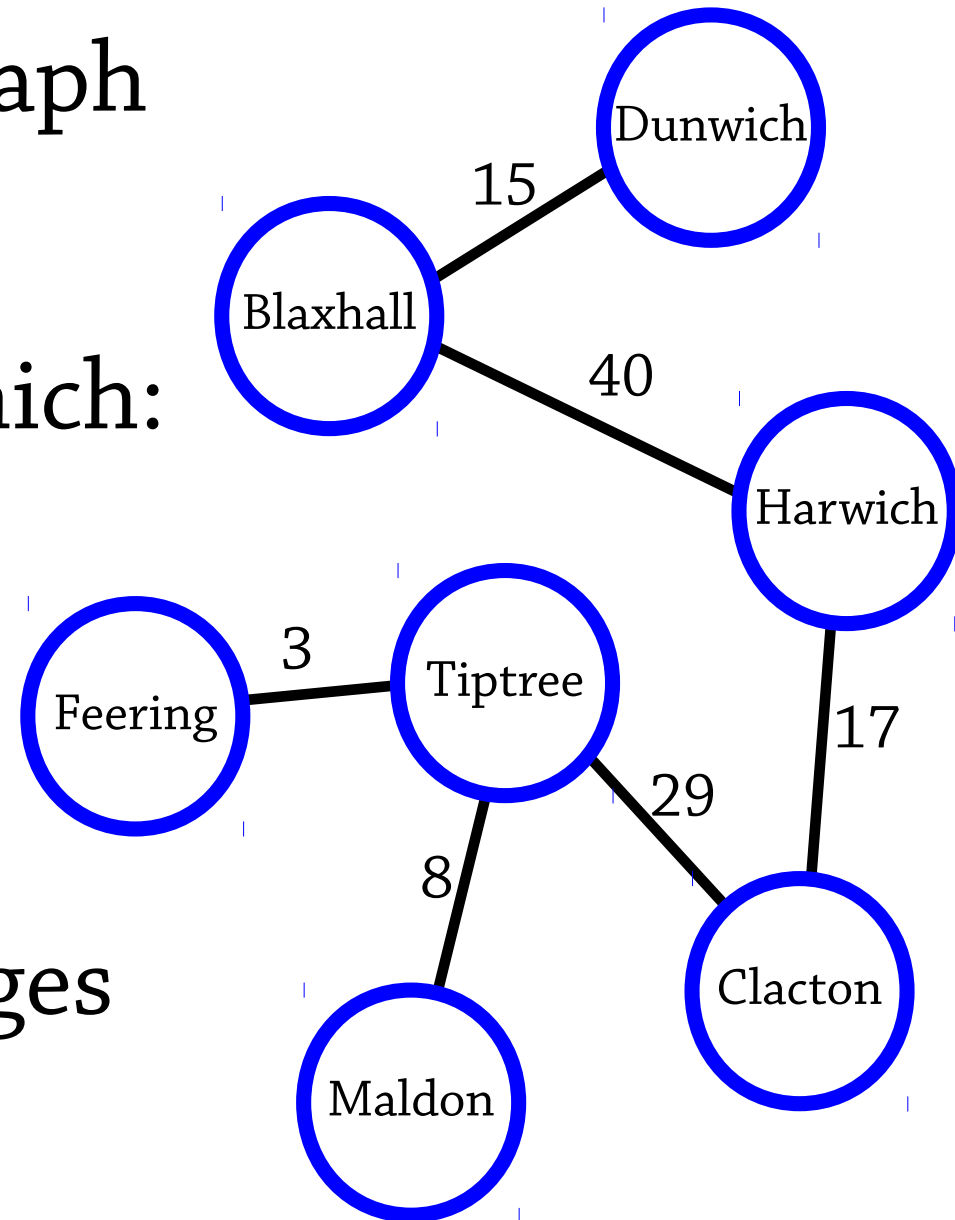 aph
Dunwich
15
Blaxhall
40
hich:
Harwich
3
Tiptree
Feering
17
29
8
ges
Clacton
Maldon